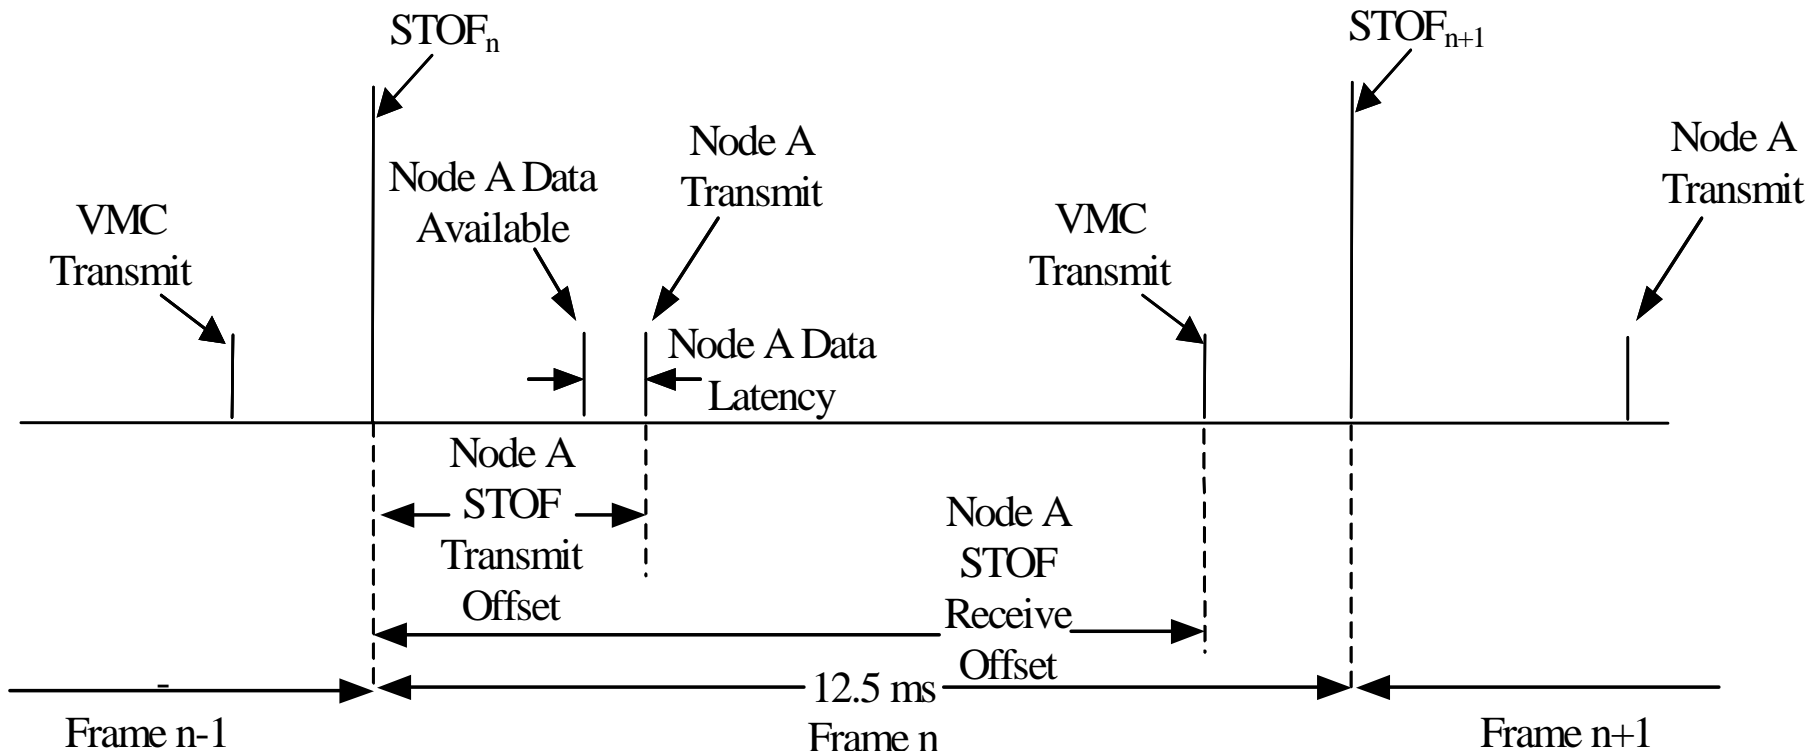 STOFn
STOFn+1
Node A
Transmit
Node A
Transmit
Node A Data
Available
VMC
Transmit
VMC
Transmit
Node A Data
Latency
Node A
STOF
Transmit
Offset
Node A
STOF
Receive
Offset
12.5 ms
Frame n-1
Frame n
Frame n+1